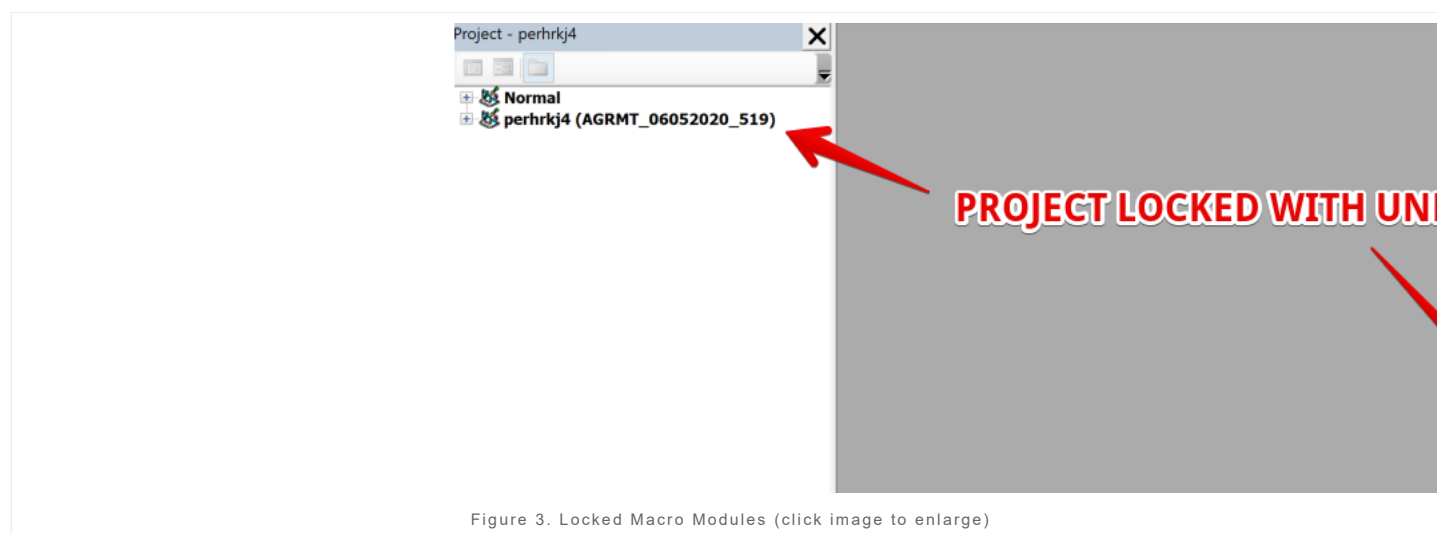 Project - perhrkj4
Normal
perhrkj4 (AGRMT_06052020_519)
PROJECT LOCKED WITH
Figure 3. Locked Macro Modules (click image to enlarge)